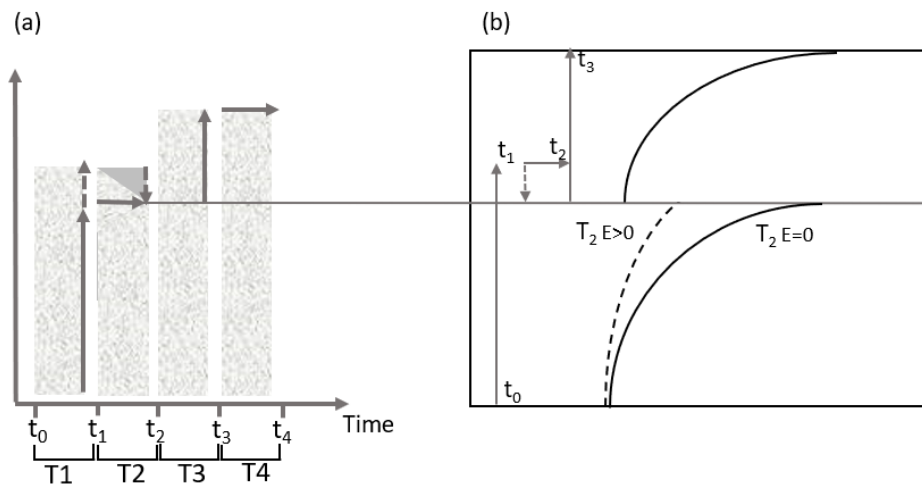 (a)
t0 t1 t2 t3 t4 Time
T1 T2 T3 T4
(b)
t3
t1 t2
T2 E>0 T2 E=0
t0